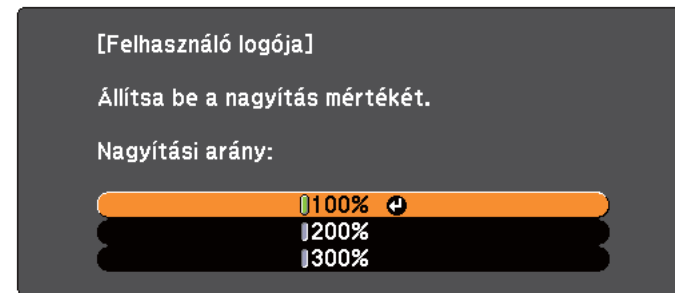 [Felhasználó logója]
Állítsa be a nagyítás mértékét.
Nagyítási arány:
100%
200%
300%